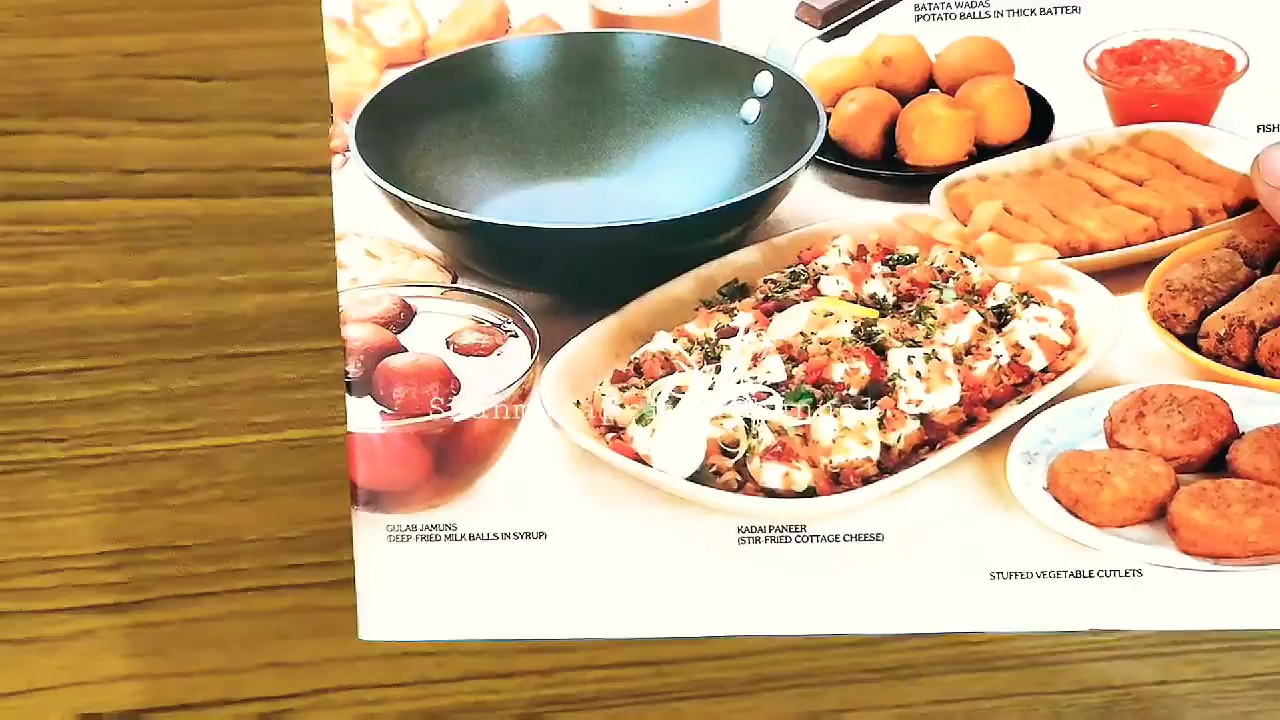 BATATA WADAS
(POTATO BALLS IN THICK BATTER)
FISH
GULAB JAMUNS
(DEEP-FRIED MILK BALLS IN SYRUP)
KADAI PANEER
(STIR-FRIED COTTAGE CHEESE)
STUFFED VEGETABLE CUTLETS